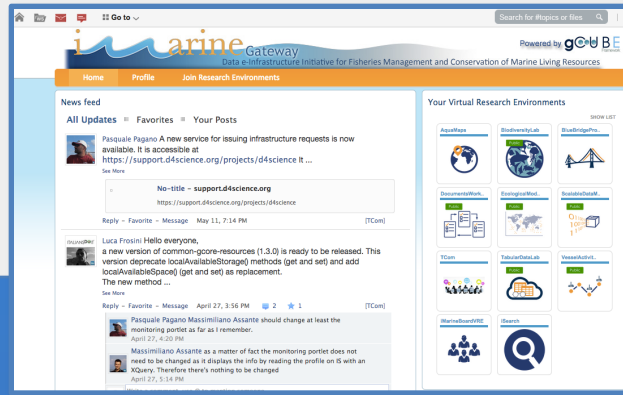 Go to
Search for #topics or files
iMarine Gateway
Powered by gCUBE
Data e-Infrastructure Initiative for Fisheries Management and Conservation of Marine Living Resources
Home Profile Join Research Environments
News feed
All Updates Favorites Your Posts
Pasquale Pagano A new service for issuing infrastructure requests is now
available. It is accessible at
https://support.d4science.org/projects/d4science It ...
See More
No-title - support.d4science.org
https://support.d4science.org/projects/d4science
Reply - Favorite - Message May 11, 7:14 PM [TCom]
Luca Frosini Hello everyone,
a new version of common-gcore-resources (1.3.0) is ready to be released. This
version deprecate localAvailableStorage() methods (get and set) and add
localAvailableSpace() (get and set) as replacement.
The new method ...
See More
Reply - Favorite - Message April 27, 3:56 PM 2 1 [TCom]
Pasquale Pagano Massimiliano Assante should change at least the
monitoring portlet as far as I remember.
April 27, 4:20 PM
Massimiliano Assante as a matter of fact the monitoring portlet does not
need to be changed as it displays the info by reading the profile on IS with an
XQuery. Therefore there's nothing to be changed
April 27, 5:14 PM
Your Virtual Research Environments
SHOW LIST
AquaMaps BiodiversityLab BlueBridgePro..
Public
DocumentsWork.. EcologicalMod.. ScalableDataM..
Public Public Public
TCom TabularDataLab VesselActivit..
Public Public
iMarineBoardVRE iSearch